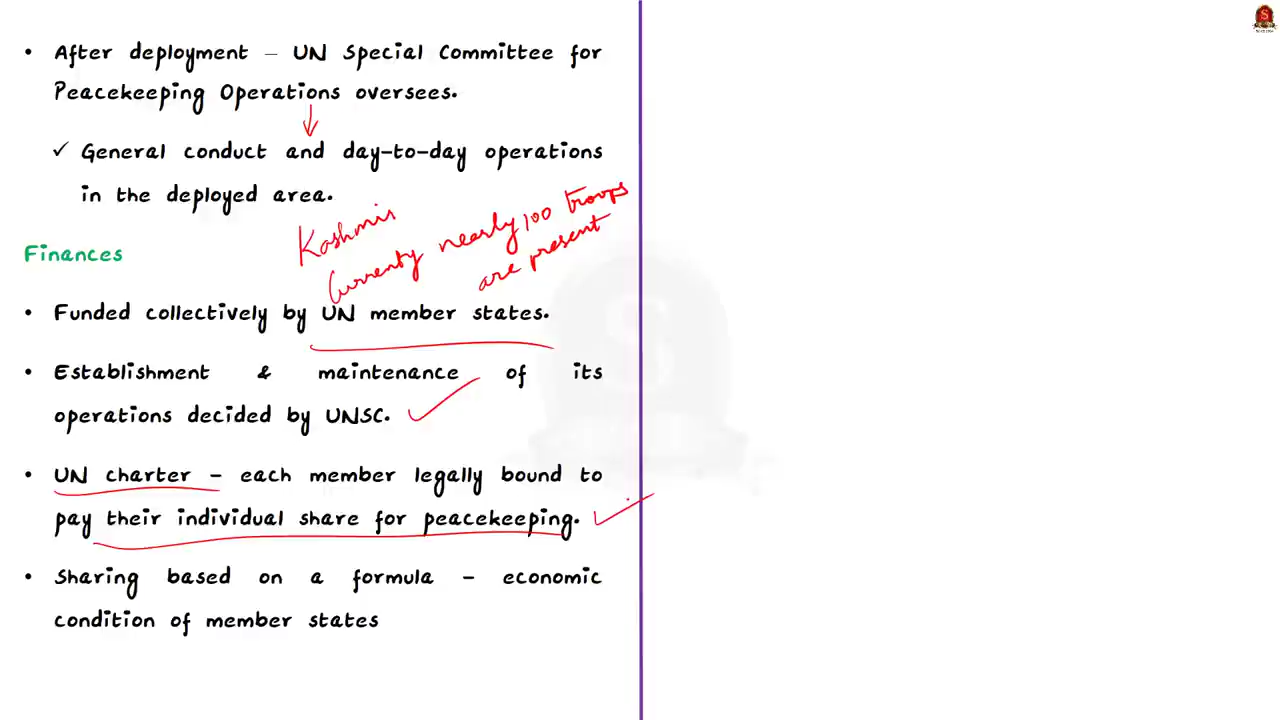 • After deployment – UN Special Committee for
Peacekeeping Operations oversees.
✓ General conduct and day-to-day operations
in the deployed area.
Kashmir
Currenty nearly 100 troops
are present
Finances
• Funded collectively by UN member states.
• Establishment & maintenance of its
operations decided by UNSC.
• UN charter – each member legally bound to
pay their individual share for peacekeeping.
• Sharing based on a formula – economic
condition of member states